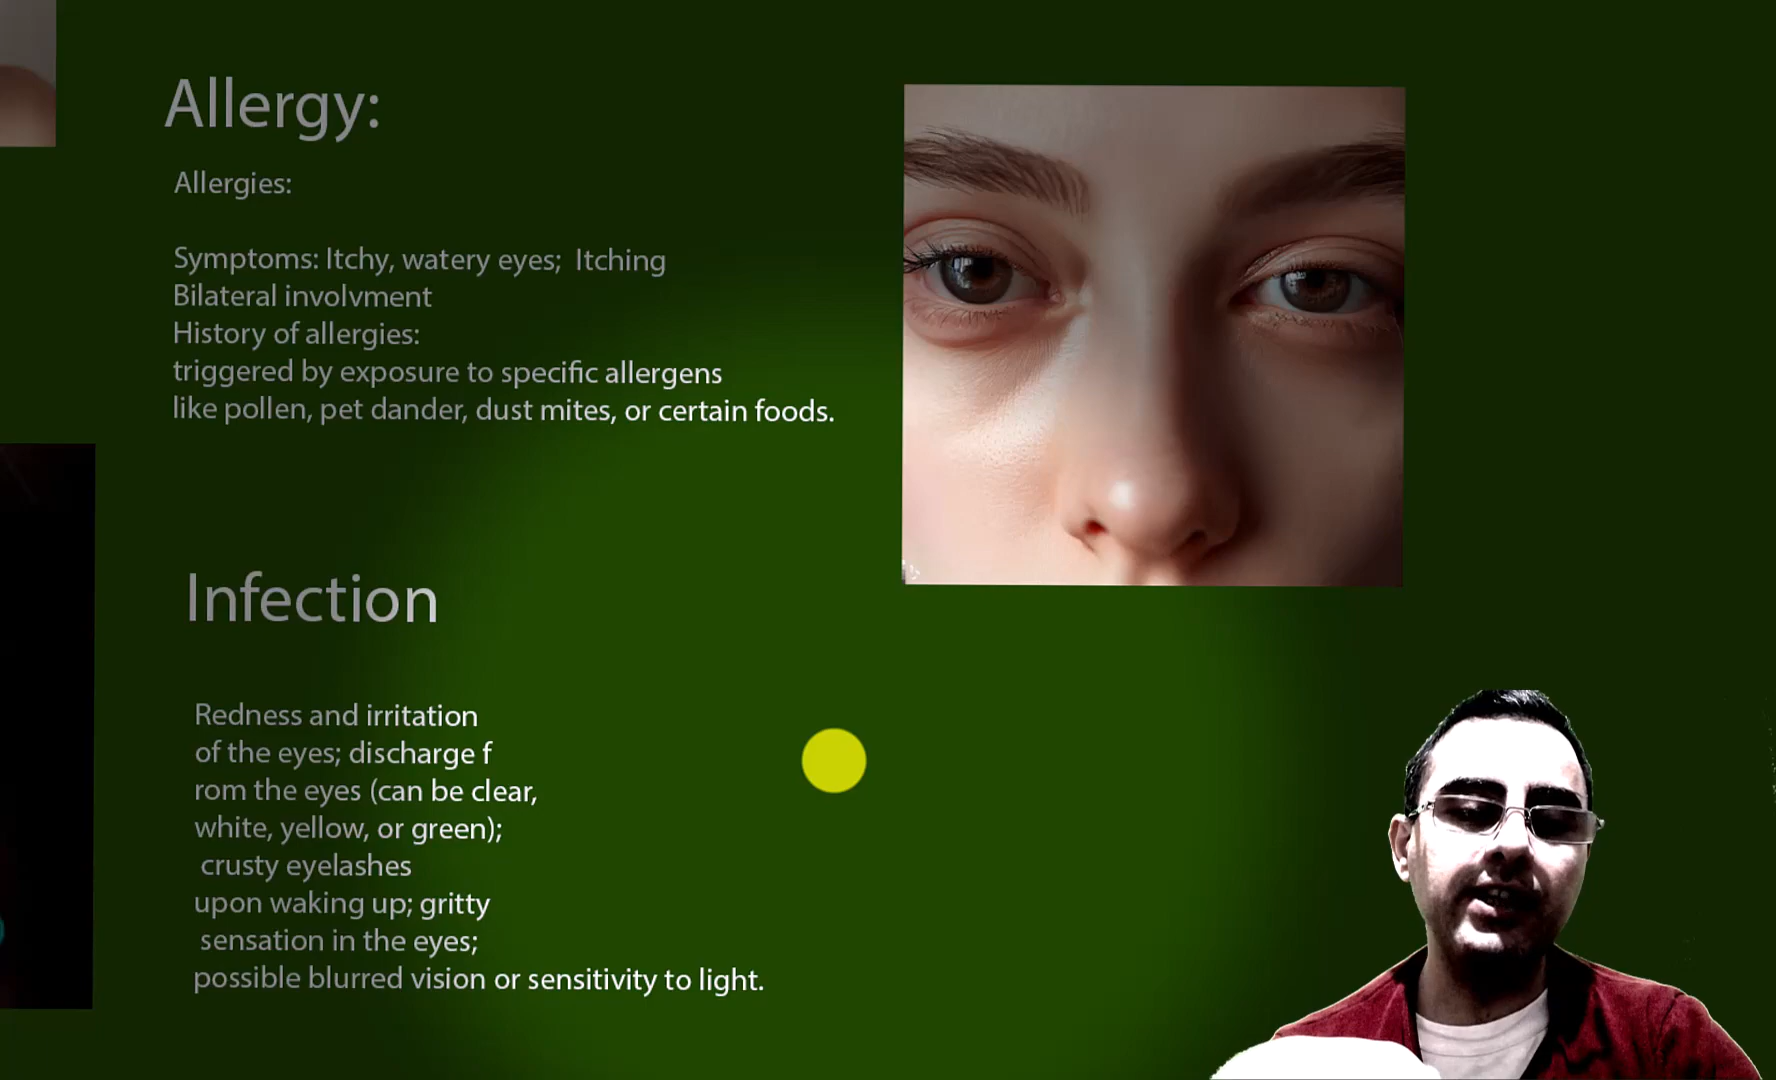 Allergy:
Allergies:
Symptoms: Itchy, watery eyes;  Itching
Bilateral involvment
History of allergies:
triggered by exposure to specific allergens
like pollen, pet dander, dust mites, or certain foods.
Infection
Redness and irritation
of the eyes; discharge f
rom the eyes (can be clear,
white, yellow, or green);
crusty eyelashes
upon waking up; gritty
sensation in the eyes;
possible blurred vision or sensitivity to light.